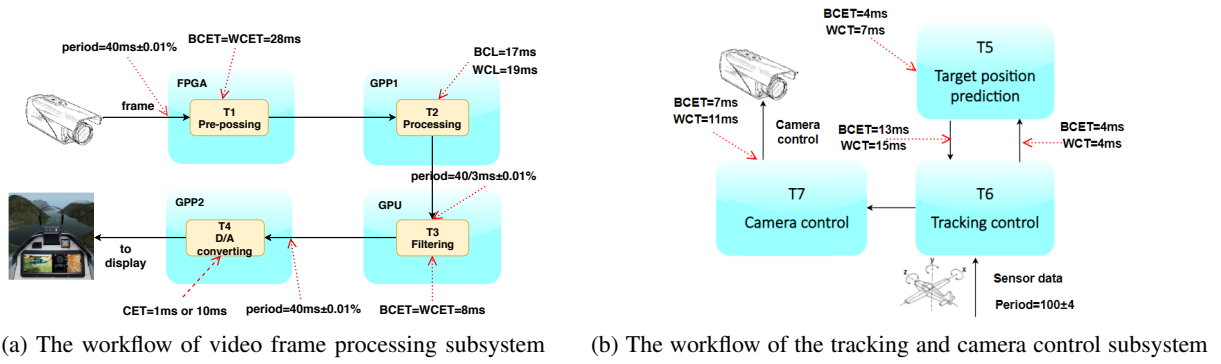 period=40ms±0.01%
BCET=WCET=28ms
BCL=17ms
WCL=19ms
FPGA
GPP1
frame
T1
Pre-possing
T2
Processing
period=40/3ms±0.01%
GPP2
GPU
T4
D/A
converting
T3
Filtering
to
display
CET=1ms or 10ms
period=40ms±0.01%
BCET=WCET=8ms
(a) The workflow of video frame processing subsystem
BCET=4ms
WCT=7ms
T5
Target position
prediction
BCET=7ms
WCT=11ms
Camera
control
BCET=13ms
WCT=15ms
BCET=4ms
WCT=4ms
T7
Camera control
T6
Tracking control
y
z
x
Sensor data
Period=100±4
(b) The workflow of the tracking and camera control subsystem